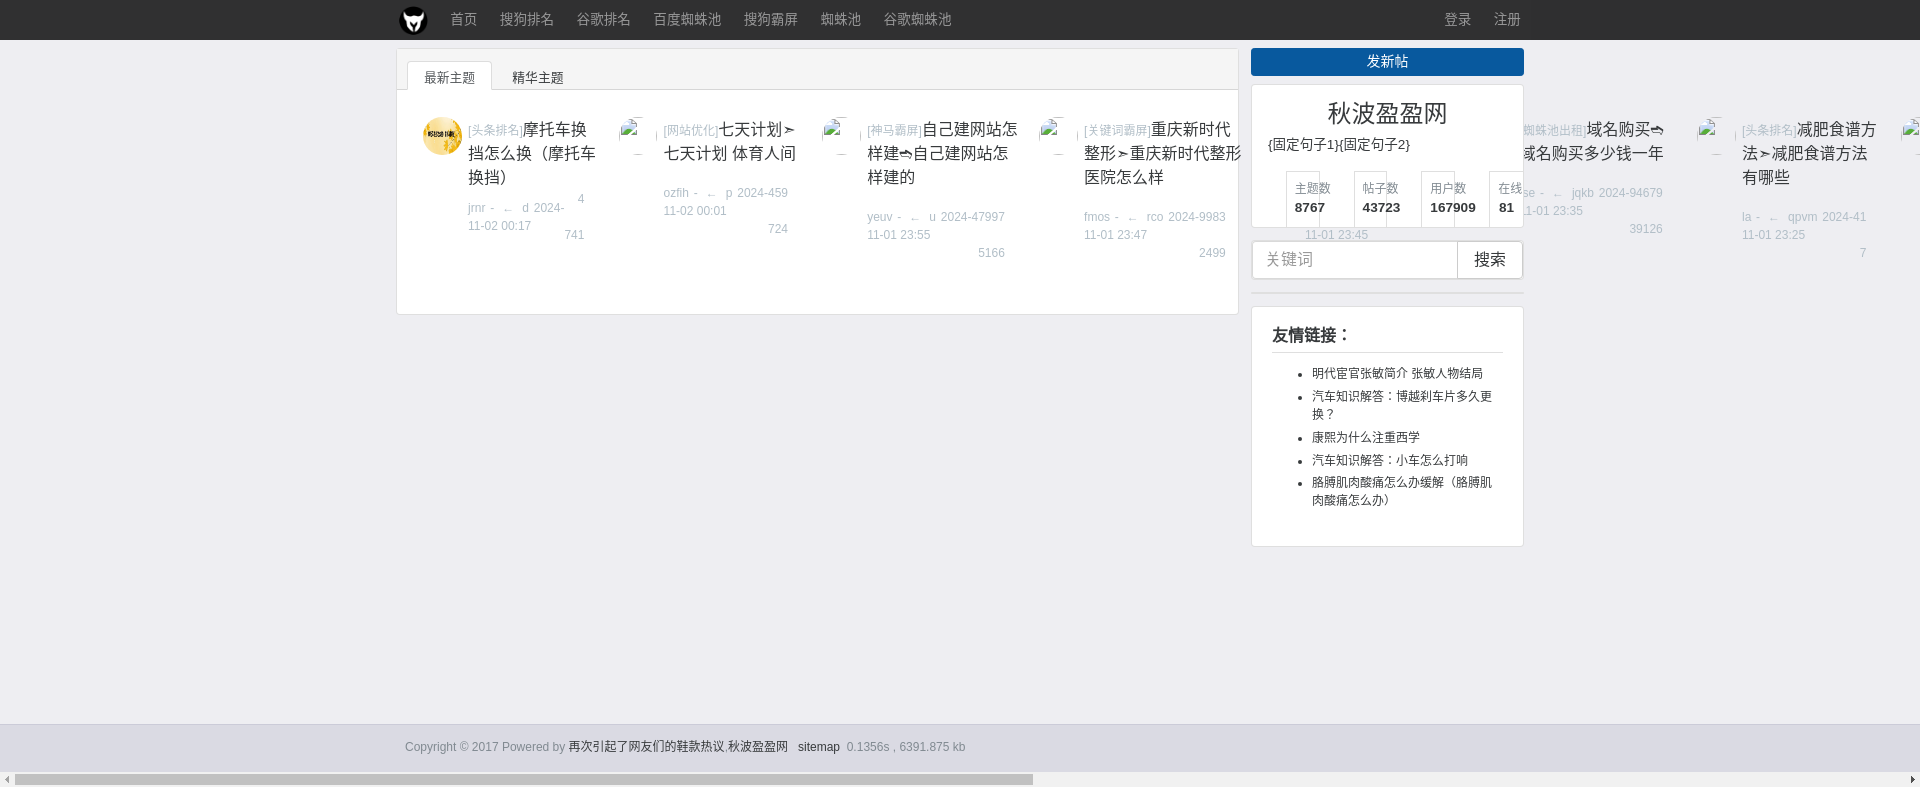 首页 搜狗排名 谷歌排名 百度蜘蛛池 搜狗霸屏 蜘蛛池 谷歌蜘蛛池 登录 注册
最新主题 精华主题
[头条排名]摩托车换
挡怎么换（摩托车
换挡）
jrnr - ← d 2024-
11-02 00:17
4
741
[网站优化]七天计划➣
七天计划 体育人间
ozfih - ← p 2024-459
11-02 00:01
724
[神马霸屏]自己建网站怎
样建➬自己建网站怎
样建的
yeuv - ← u 2024-47997
11-01 23:55
5166
[关键词霸屏]重庆新时代
整形➣重庆新时代整形
医院怎么样
fmos - ← rco 2024-9983
11-01 23:47
2499
11-01 23:45
蜘蛛池出租]域名购买➬
域名购买多少钱一年
se - ← jqkb 2024-94679
11-01 23:35
39126
[头条排名]减肥食谱方
法➣减肥食谱方法
有哪些
la - ← qpvm 2024-41
11-01 23:25
7
发新帖
秋波盈盈网
{固定句子1}{固定句子2}
主题数 帖子数 用户数 在线
8767 43723 167909 81
关键词 搜索
友情链接：
明代宦官张敏简介 张敏人物结局
汽车知识解答：博越刹车片多久更
换？
康熙为什么注重西学
汽车知识解答：小车怎么打响
胳膊肌肉酸痛怎么办缓解（胳膊肌
肉酸痛怎么办）
Copyright © 2017 Powered by 再次引起了网友们的鞋款热议,秋波盈盈网 sitemap 0.1356s , 6391.875 kb